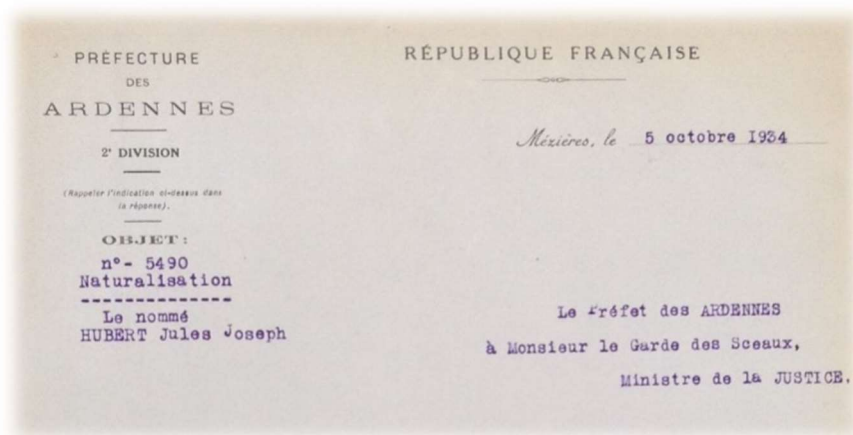 PRÉFECTURE
DES
ARDENNES
2e DIVISION
(Rappeler l'indication ci-dessus dans
la réponse).
OBJET :
n°- 5490
Naturalisation
--------------
Le nommé
HUBERT Jules Joseph
RÉPUBLIQUE FRANÇAISE
Mézières, le 5 octobre 1934
Le Préfet des ARDENNES
à Monsieur le Garde des Sceaux,
Ministre de la JUSTICE.